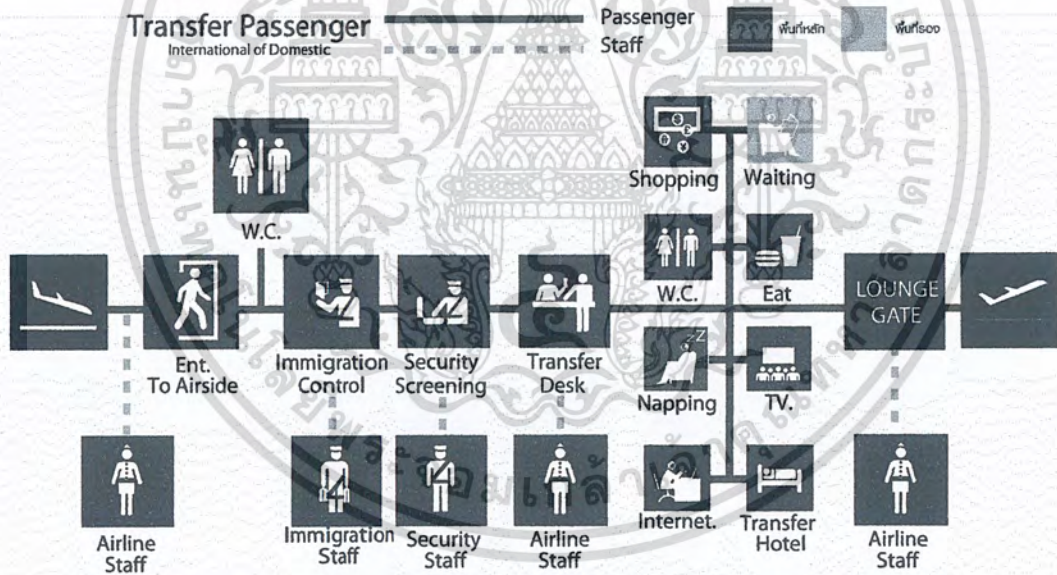 Transfer Passenger
International of Domestic
Passenger
Staff
พื้นที่หลัก
พื้นที่รอง
Shopping
Waiting
W.C.
W.C.
Eat
LOUNGE
GATE
Ent.
To Airside
Immigration
Control
Security
Screening
Transfer
Desk
Napping
TV.
Internet.
Transfer
Hotel
Airline
Staff
Immigration
Staff
Security
Staff
Airline
Staff
Airline
Staff